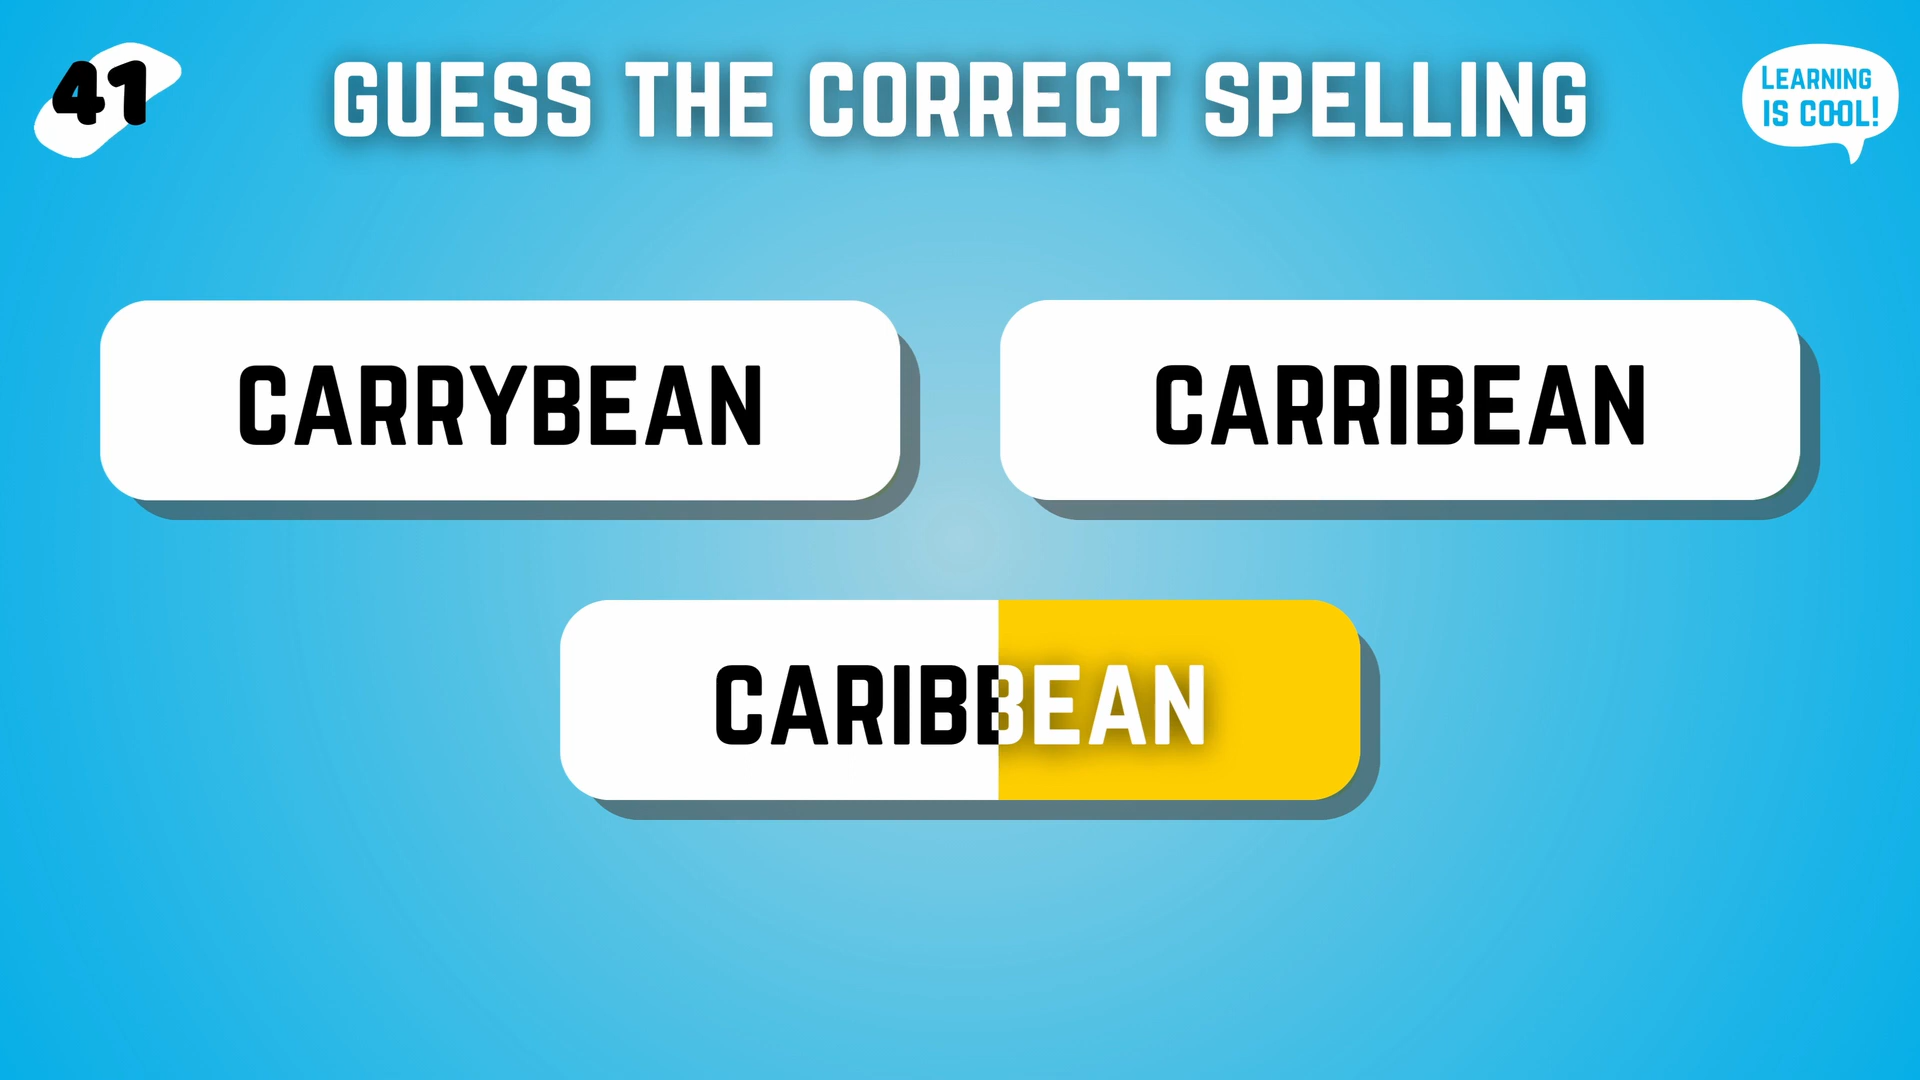 41
GUESS THE CORRECT SPELLING
LEARNING
IS COOL!
CARRYBEAN
CARRIBEAN
CARIBBEAN